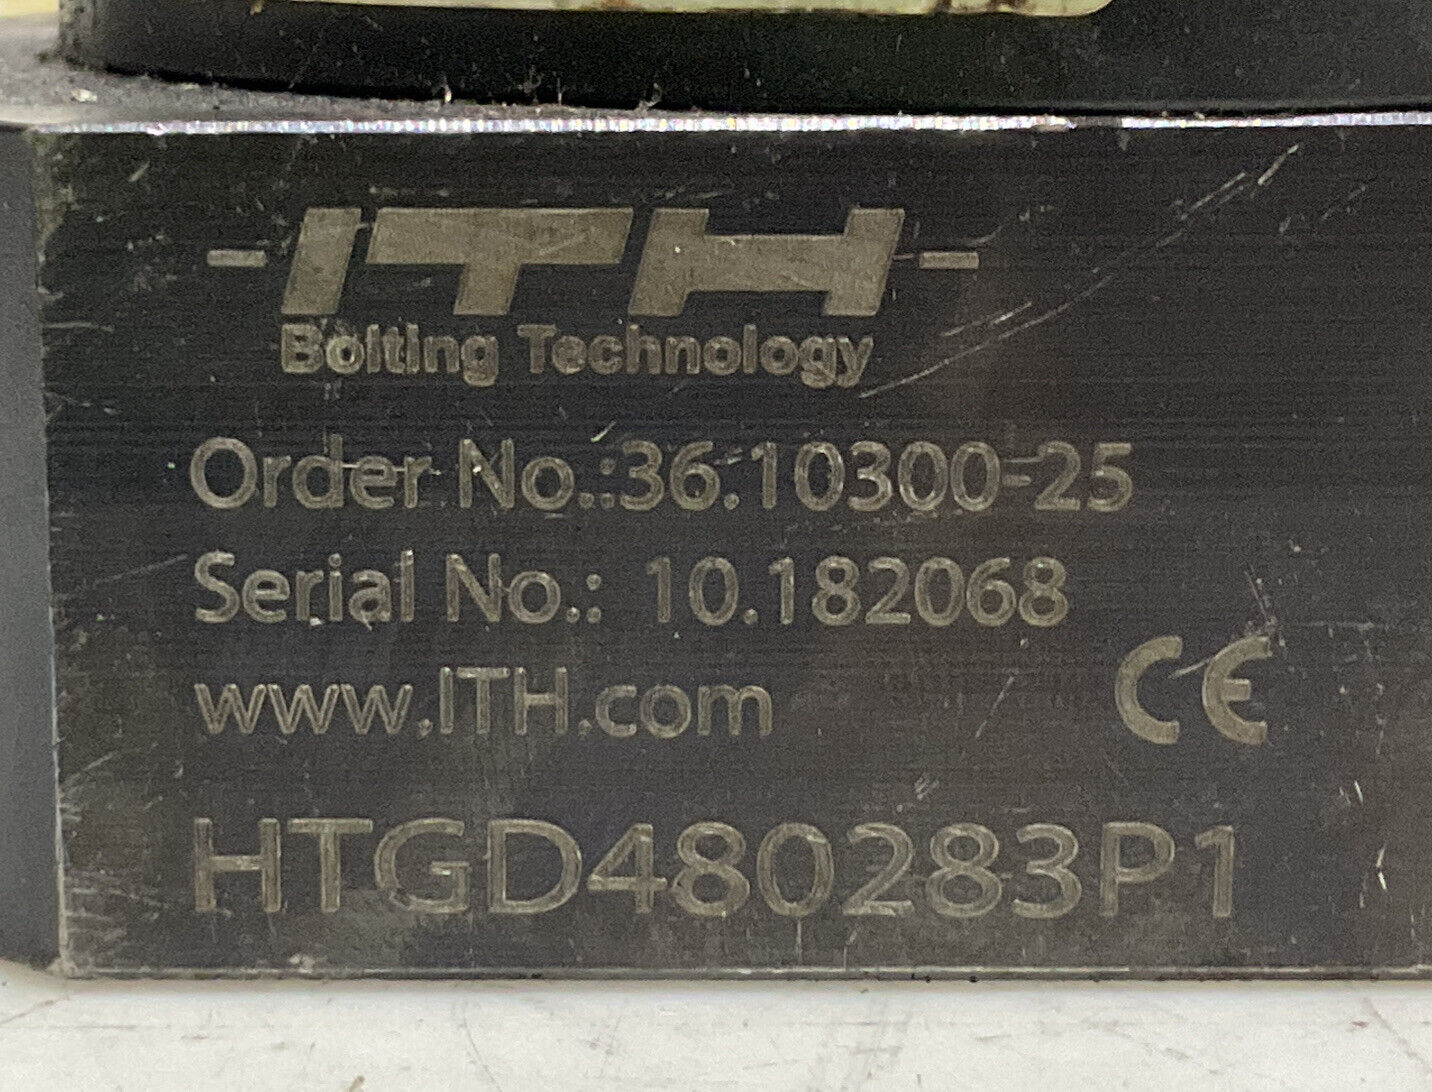 ITH
Bolting Technology
Order No.:36.10300-25
Serial No.: 10.182068
www.ITH.com
CE
HTGD480283P1